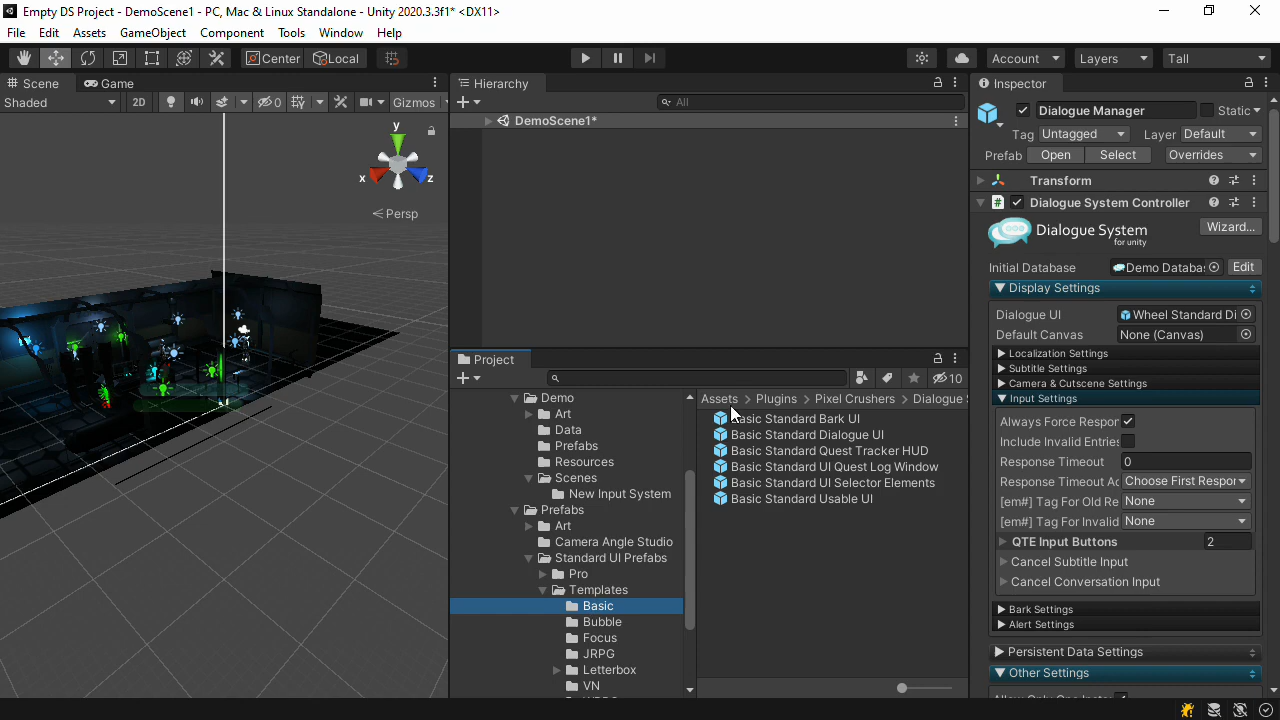 Empty DS Project - DemoScene1 - PC, Mac & Linux Standalone - Unity 2020.3.3f1* <DX11>
File Edit Assets GameObject Component Tools Window Help
Center Local Account Layers Tall
Scene Game
Shaded 2D 0 Gizmos
y
x z
Persp
Hierarchy
All
DemoScene1*
Project
10
Demo
Art
Data
Prefabs
Resources
Scenes
New Input System
Prefabs
Art
Camera Angle Studio
Standard UI Prefabs
Pro
Templates
Basic
Bubble
Focus
JRPG
Letterbox
VN
Assets > Plugins > Pixel Crushers > Dialogue S
Basic Standard Bark UI
Basic Standard Dialogue UI
Basic Standard Quest Tracker HUD
Basic Standard UI Quest Log Window
Basic Standard UI Selector Elements
Basic Standard Usable UI
Inspector
Dialogue Manager Static
Tag Untagged Layer Default
Prefab Open Select Overrides
Transform
# Dialogue System Controller
Dialogue System
for unity
Wizard...
Initial Database Demo Databa: Edit
Display Settings
Dialogue UI Wheel Standard Di
Default Canvas None (Canvas)
Localization Settings
Subtitle Settings
Camera & Cutscene Settings
Input Settings
Always Force Respor
Include Invalid Entries
Response Timeout 0
Response Timeout Ac Choose First Respor
[em#] Tag For Old Re None
[em#] Tag For Invalid None
QTE Input Buttons 2
Cancel Subtitle Input
Cancel Conversation Input
Bark Settings
Alert Settings
Persistent Data Settings
Other Settings